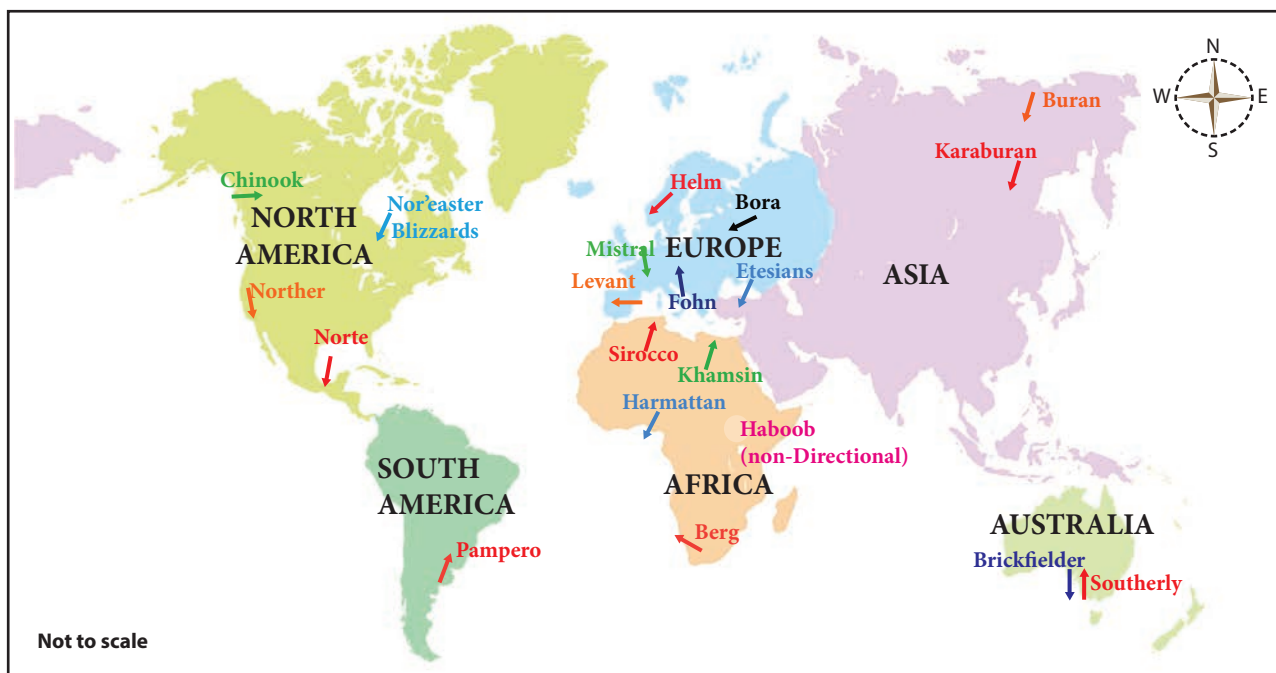 N
W
E
S
Buran
Karaburan
Chinook
Helm
Nor'easter
Blizzards
Bora
NORTH
AMERICA
Mistral
EUROPE
Etesians
ASIA
Levant
Fohn
Norther
Norte
Sirocco
Khamsin
Harmattan
Haboob
(non-Directional)
SOUTH
AMERICA
AFRICA
AUSTRALIA
Berg
Pampero
Brickfielder
Southerly
Not to scale